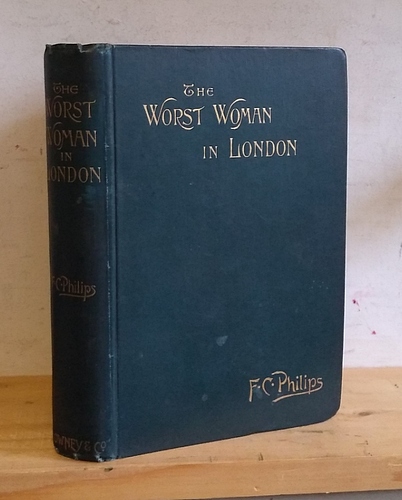 THE
WORST
WOMAN
IN
LONDON
F.C. Philips
THE
WORST WOMAN
IN LONDON
F.C. Philips